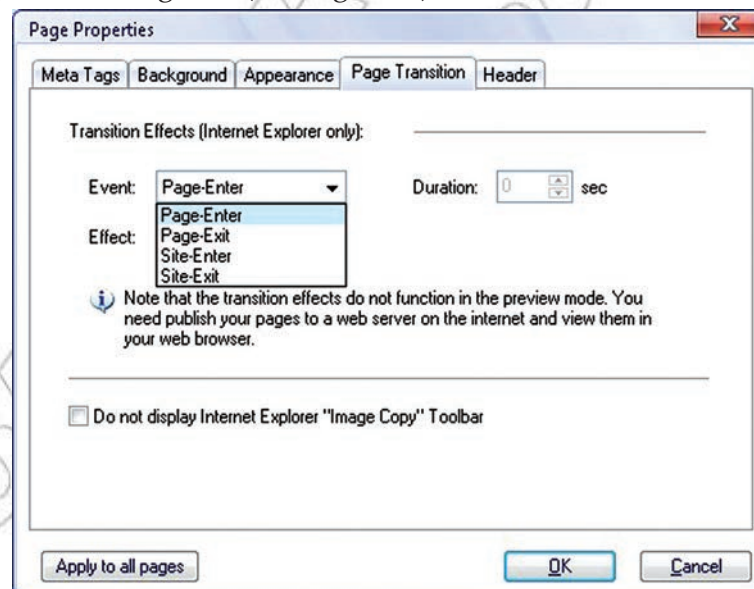 Page Properties
Meta Tags Background Appearance Page Transition Header
Transition Effects (Internet Explorer only):
Event: Page-Enter Duration: 0 sec
Page-Enter
Effect: Page-Exit
Site-Enter
Site-Exit
Note that the transition effects do not function in the preview mode. You
need publish your pages to a web server on the internet and view them in
your web browser.
Do not display Internet Explorer "Image Copy" Toolbar
Apply to all pages OK Cancel